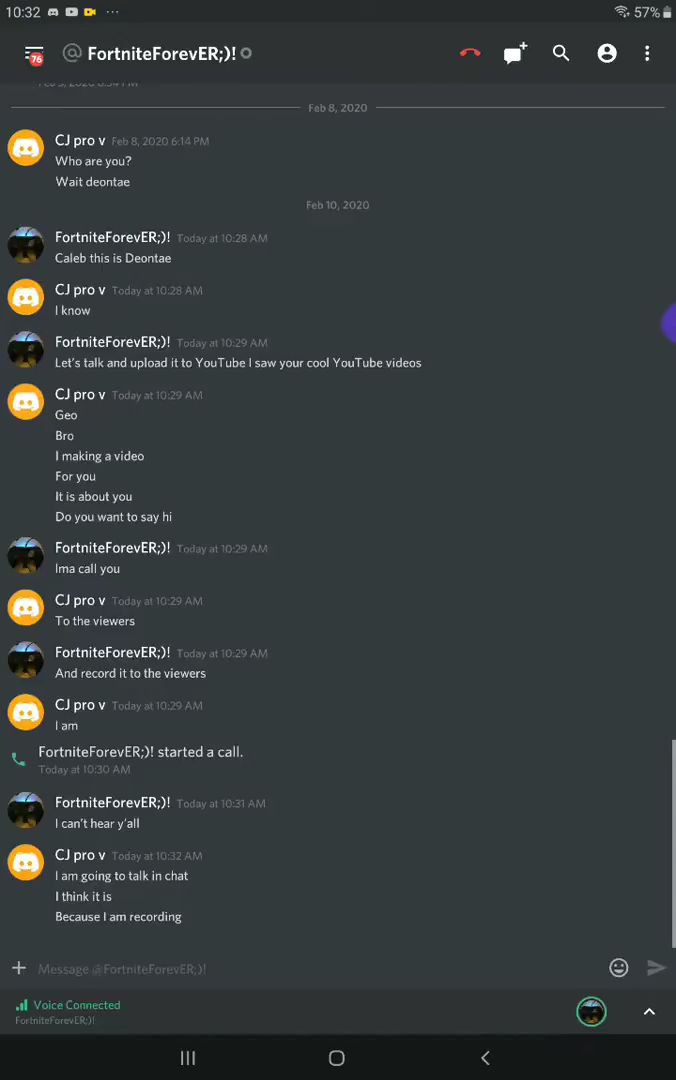 10:32
57%
76
@ FortniteForevER;)!
Feb 8, 2020
CJ pro v Feb 8, 2020 6:14 PM
Who are you?
Wait deontae
Feb 10, 2020
FortniteForevER;)! Today at 10:28 AM
Caleb this is Deontae
CJ pro v Today at 10:28 AM
I know
FortniteForevER;)! Today at 10:29 AM
Let's talk and upload it to YouTube I saw your cool YouTube videos
CJ pro v Today at 10:29 AM
Geo
Bro
I making a video
For you
It is about you
Do you want to say hi
FortniteForevER;)! Today at 10:29 AM
Ima call you
CJ pro v Today at 10:29 AM
To the viewers
FortniteForevER;)! Today at 10:29 AM
And record it to the viewers
CJ pro v Today at 10:29 AM
I am
FortniteForevER;)! started a call.
Today at 10:30 AM
FortniteForevER;)! Today at 10:31 AM
I can't hear y'all
CJ pro v Today at 10:32 AM
I am going to talk in chat
I think it is
Because I am recording
Message @FortniteForevER;)!
Voice Connected
FortniteForevER;)!